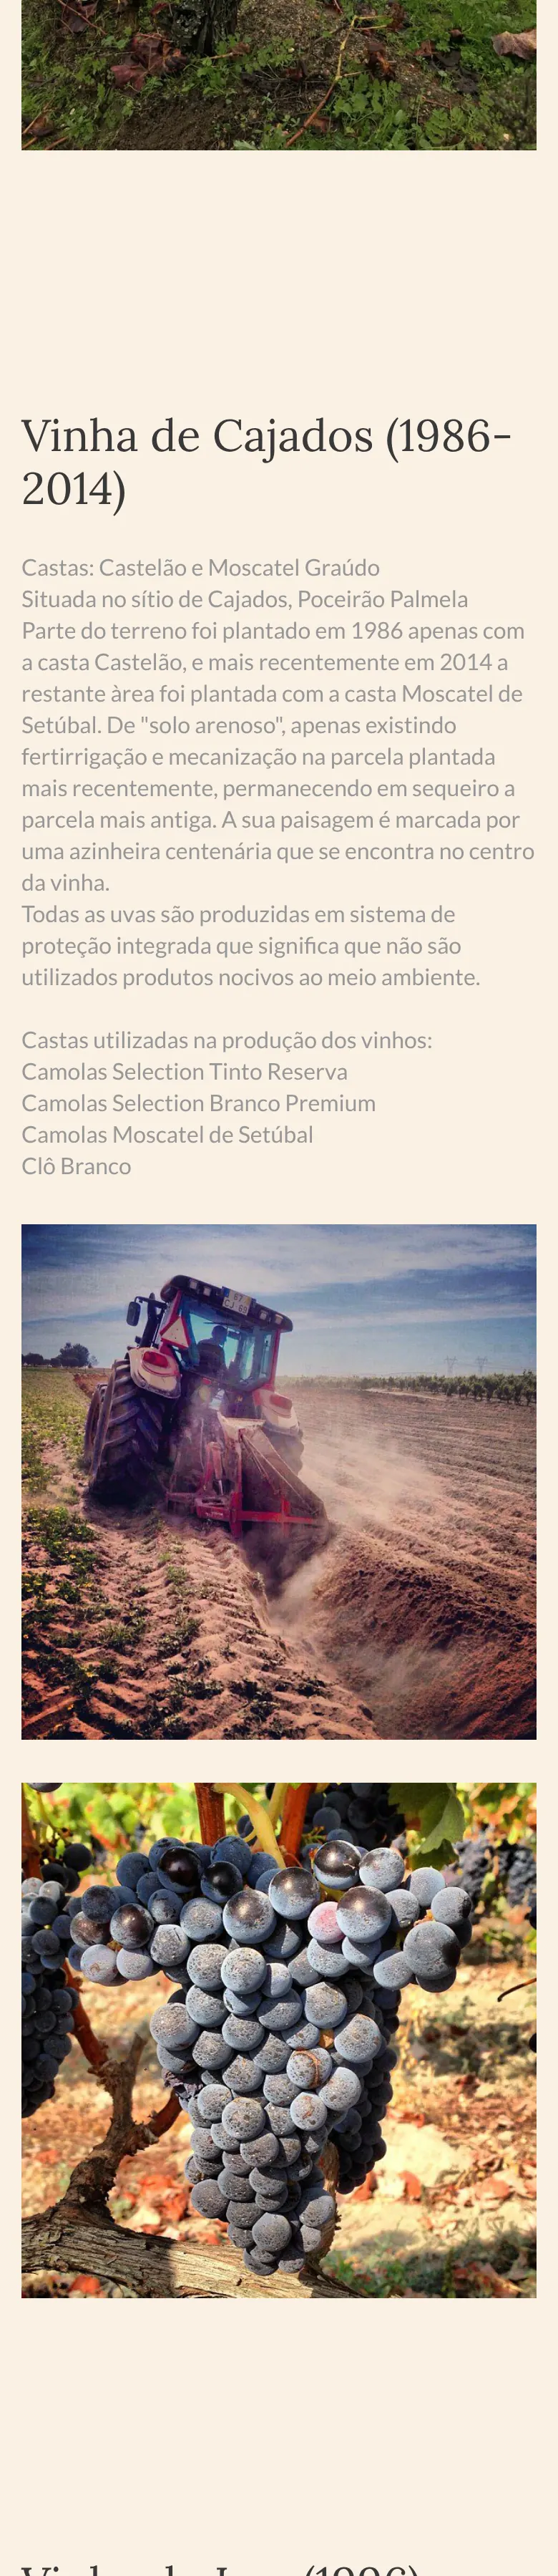 Vinha de Cajados (1986-
2014)
Castas: Castelão e Moscatel Graúdo
Situada no sítio de Cajados, Poceirão Palmela
Parte do terreno foi plantado em 1986 apenas com
a casta Castelão, e mais recentemente em 2014 a
restante àrea foi plantada com a casta Moscatel de
Setúbal. De "solo arenoso", apenas existindo
fertirrigação e mecanização na parcela plantada
mais recentemente, permanecendo em sequeiro a
parcela mais antiga. A sua paisagem é marcada por
uma azinheira centenária que se encontra no centro
da vinha.
Todas as uvas são produzidas em sistema de
proteção integrada que significa que não são
utilizados produtos nocivos ao meio ambiente.
Castas utilizadas na produção dos vinhos:
Camolas Selection Tinto Reserva
Camolas Selection Branco Premium
Camolas Moscatel de Setúbal
Clô Branco